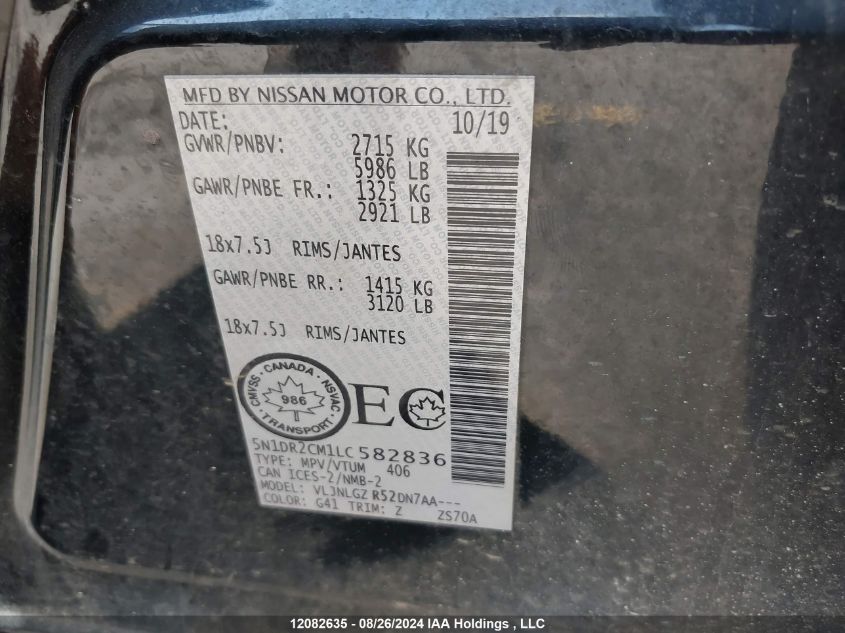 MFD BY NISSAN MOTOR CO., LTD.
DATE: 10/19
GVWR/PNBV: 2715 KG
5986 LB
GAWR/PNBE FR.: 1325 KG
2921 LB
18x7.5J RIMS/JANTES
GAWR/PNBE RR.: 1415 KG
3120 LB
18x7.5J RIMS/JANTES
CMVSS · CANADA · NSVAC
986
TRANSPORT
EC
5N1DR2CM1LC582836
TYPE: MPV/VTUM 406
CAN ICES-2/NMB-2
MODEL: VLJNLGZ R52DN7AA---
COLOR: G41 TRIM: Z ZS70A
12082635 - 08/26/2024 IAA Holdings , LLC